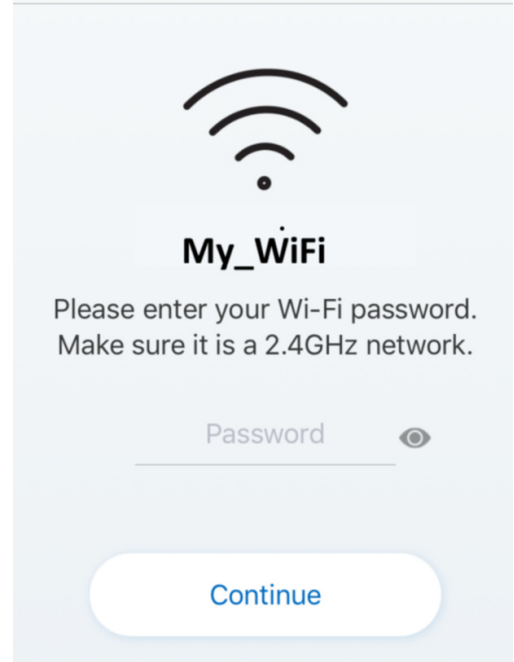 My_WiFi
Please enter your Wi-Fi password.
Make sure it is a 2.4GHz network.
Password
Continue